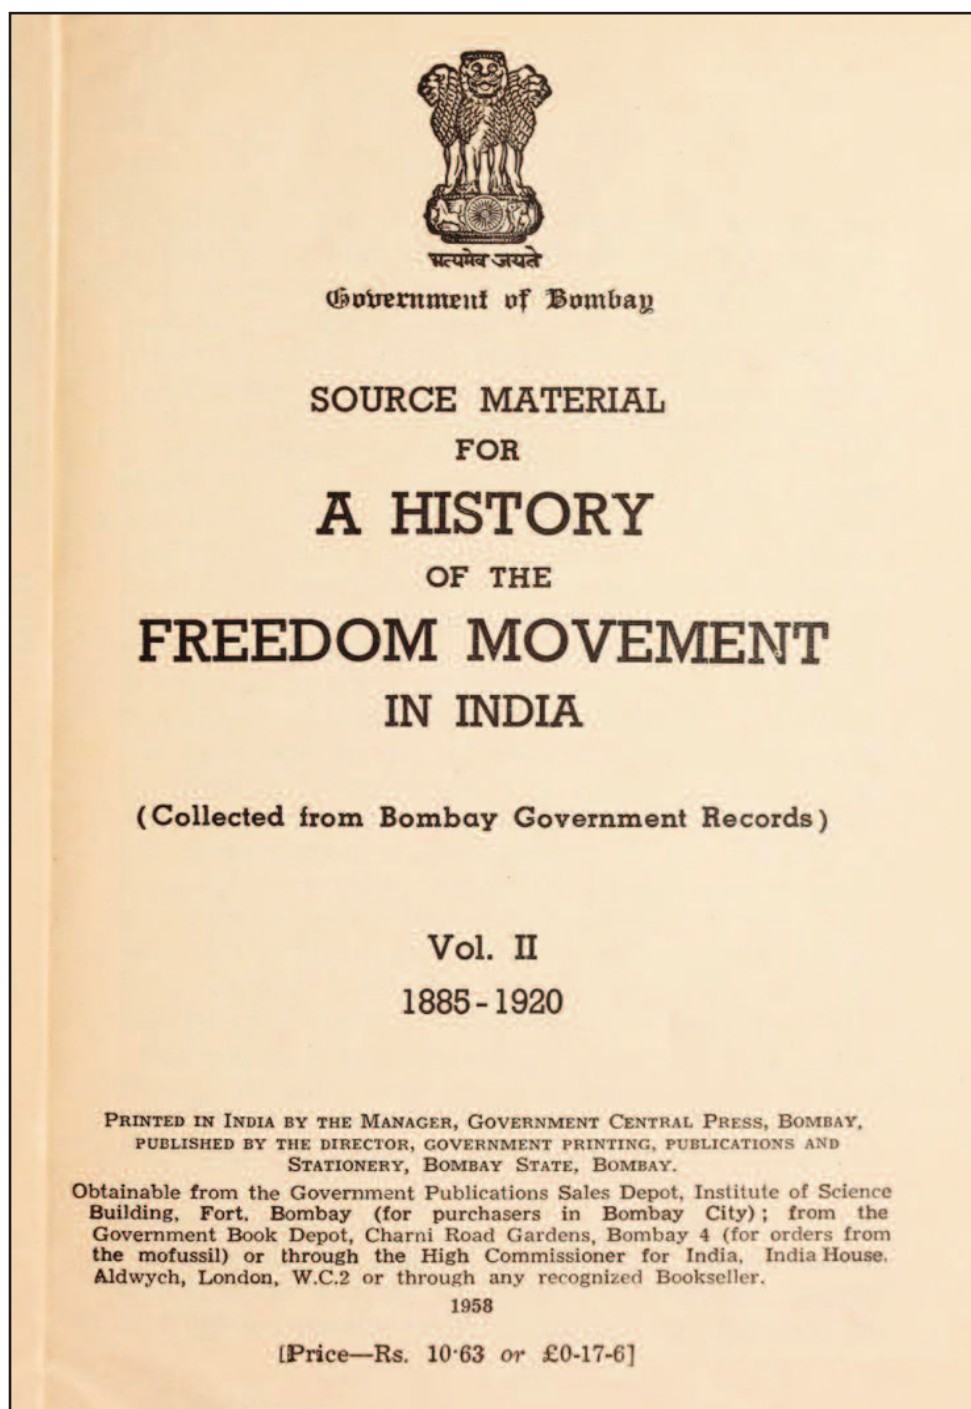 सत्यमेव जयते
Government of Bombay
SOURCE MATERIAL
FOR
A HISTORY
OF THE
FREEDOM MOVEMENT
IN INDIA
(Collected from Bombay Government Records)
Vol. II
1885-1920
PRINTED IN INDIA BY THE MANAGER, GOVERNMENT CENTRAL PRESS, BOMBAY,
PUBLISHED BY THE DIRECTOR, GOVERNMENT PRINTING, PUBLICATIONS AND
STATIONERY, BOMBAY STATE, BOMBAY.
Obtainable from the Government Publications Sales Depot, Institute of Science
Building, Fort, Bombay (for purchasers in Bombay City); from the
Government Book Depot, Charni Road Gardens, Bombay 4 (for orders from
the mofussil) or through the High Commissioner for India, India House.
Aldwych, London, W.C.2 or through any recognized Bookseller.
1958
[Price—Rs. 10·63 or £0-17-6]